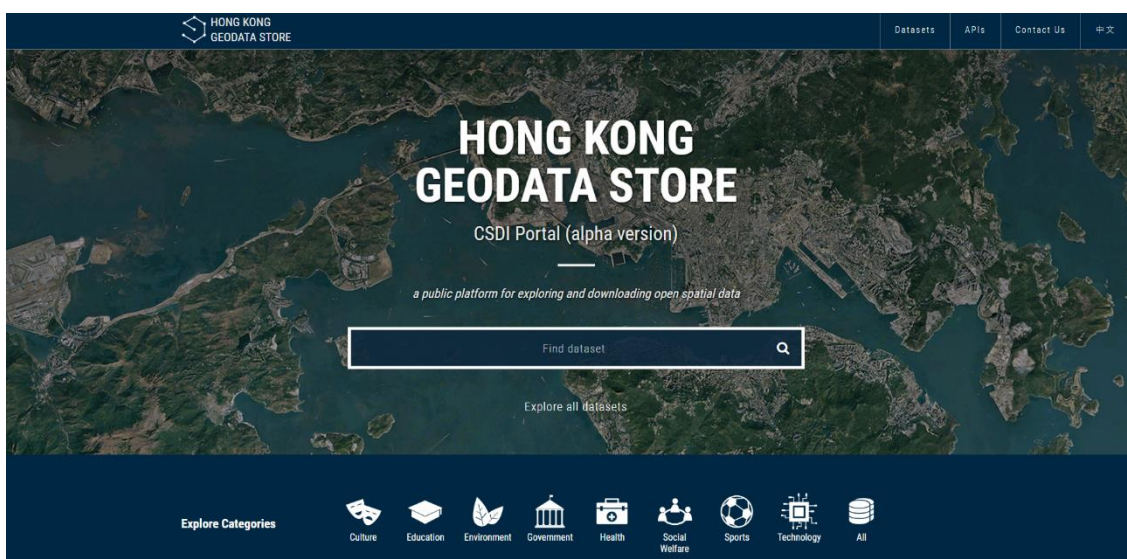 HONG KONG
GEODATA STORE
Datasets
APIs
Contact Us
中文
HONG KONG
GEODATA STORE
CSDI Portal (alpha version)
a public platform for exploring and downloading open spatial data
Find dataset
Explore all datasets
Explore Categories
Culture
Education
Environment
Government
Health
Social
Welfare
Sports
Technology
All